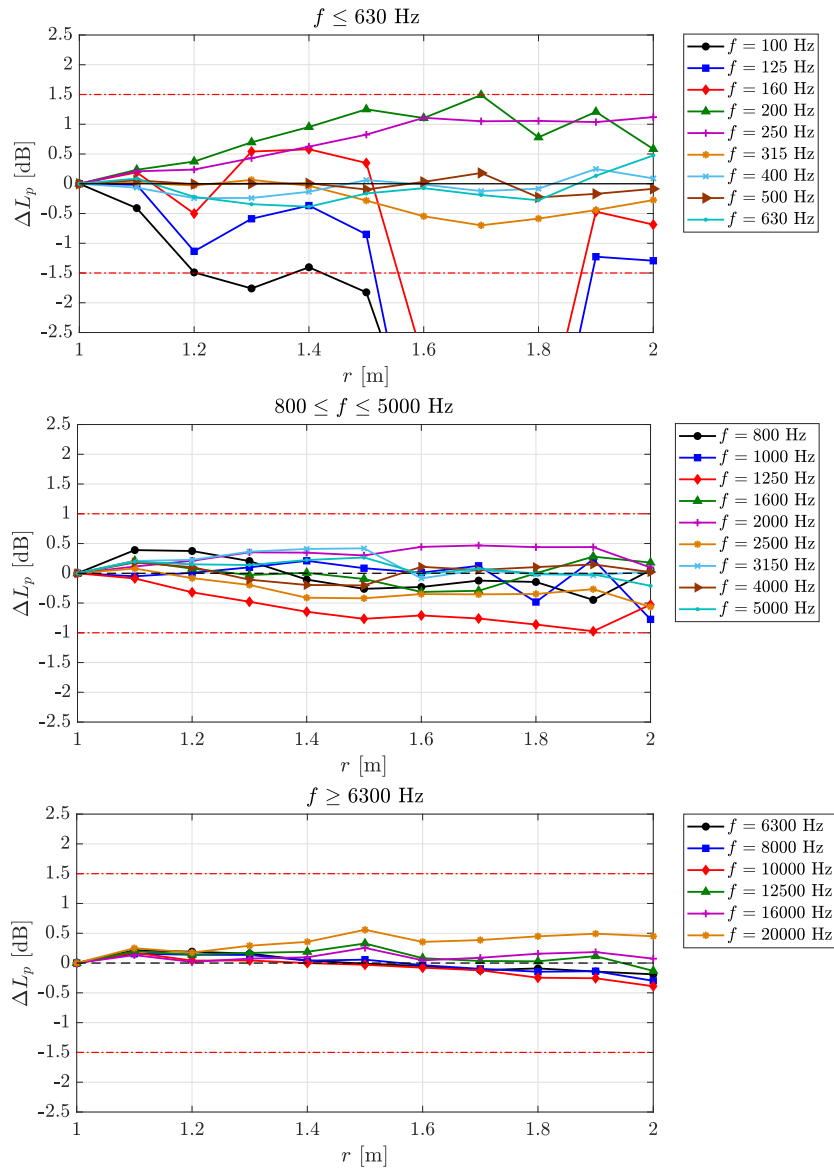 f ≤ 630 Hz
2.5
2
1.5
1
0.5
0
-0.5
-1
-1.5
-2
-2.5
ΔLp [dB]
1 1.2 1.4 1.6 1.8 2
r [m]
f = 100 Hz
f = 125 Hz
f = 160 Hz
f = 200 Hz
f = 250 Hz
f = 315 Hz
f = 400 Hz
f = 500 Hz
f = 630 Hz
800 ≤ f ≤ 5000 Hz
2.5
2
1.5
1
0.5
0
-0.5
-1
-1.5
-2
-2.5
ΔLp [dB]
1 1.2 1.4 1.6 1.8 2
r [m]
f = 800 Hz
f = 1000 Hz
f = 1250 Hz
f = 1600 Hz
f = 2000 Hz
f = 2500 Hz
f = 3150 Hz
f = 4000 Hz
f = 5000 Hz
f ≥ 6300 Hz
2.5
2
1.5
1
0.5
0
-0.5
-1
-1.5
-2
-2.5
ΔLp [dB]
1 1.2 1.4 1.6 1.8 2
r [m]
f = 6300 Hz
f = 8000 Hz
f = 10000 Hz
f = 12500 Hz
f = 16000 Hz
f = 20000 Hz